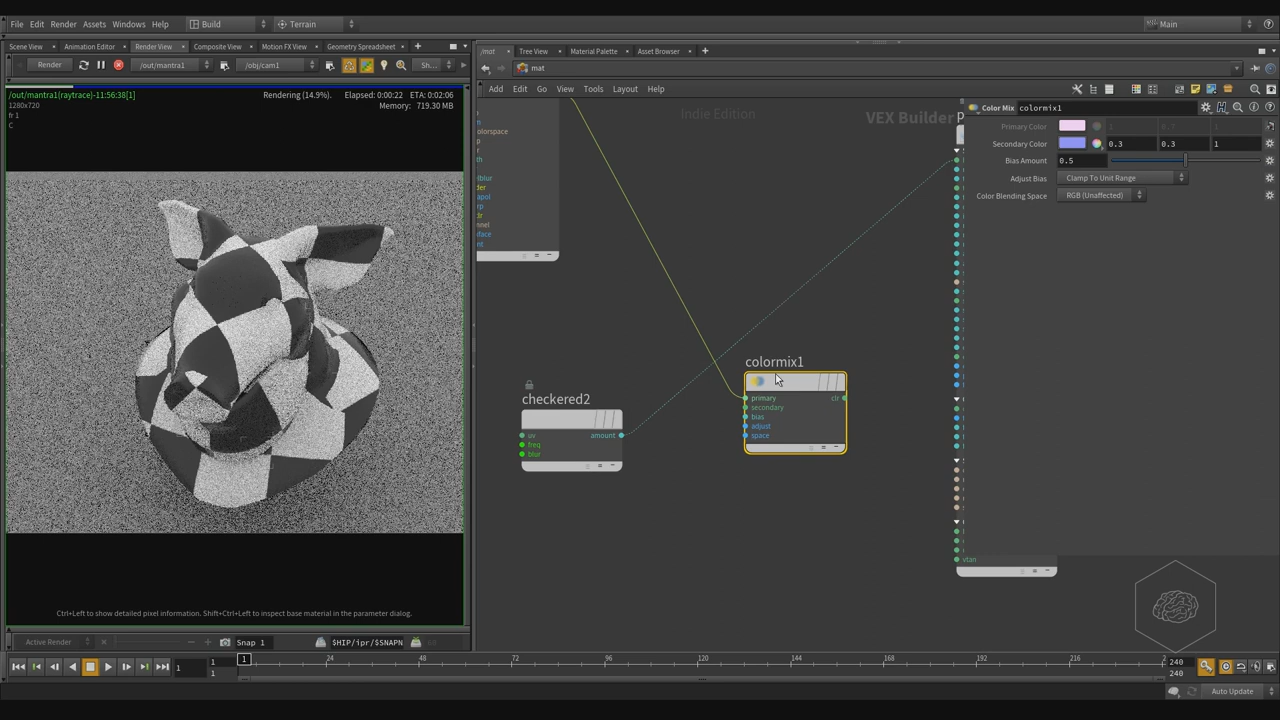 File Edit Render Assets Windows Help Build Terrain Main
Scene View Animation Editor Render View Composite View Motion FX View Geometry Spreadsheet
/mat Tree View Material Palette Asset Browser
Render /out/mantra1 /obj/cam1 Sh...
mat
Add Edit Go View Tools Layout Help
/out/mantra1(raytrace)-11:56:38[1] Rendering (14.9%). Elapsed: 0:00:22 ETA: 0:02:06
1280x720 Memory: 719.30 MB
fr 1
C
Indie Edition VEX Builder
Color Mix colormix1
Primary Color 1 0.7 1
Secondary Color 0.3 0.3 1
Bias Amount 0.5
Adjust Bias Clamp To Unit Range
Color Blending Space RGB (Unaffected)
colorspace
colormix1
primary clr
secondary
bias
adjust
space
checkered2
uv amount
freq
blur
vtan
Ctrl+Left to show detailed pixel information. Shift+Ctrl+Left to inspect base material in the parameter dialog.
Active Render Snap 1 $HIP/ipr/$SNAPN
1 1 1 24 48 72 96 120 144 168 192 216 240
1 240
Auto Update